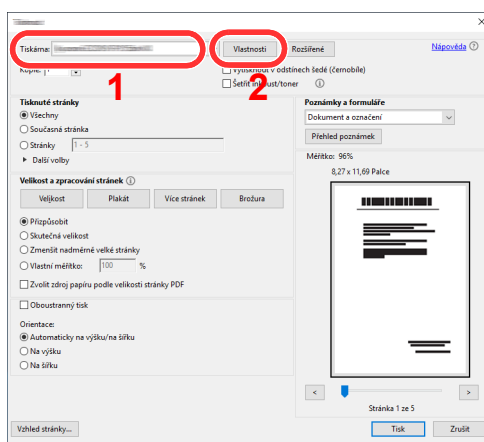 Tiskárna:
Vlastnosti
Rozšířené
Nápověda
Kopie: 1
Vytisknout v odstínech šedé (černobíle)
1
2
Šetřit inkoust/toner
Tisknuté stránky
Všechny
Současná stránka
Stránky 1 - 5
Další volby
Velikost a zpracování stránek
Velikost
Plakát
Více stránek
Brožura
Přizpůsobit
Skutečná velikost
Zmenšit nadměrně velké stránky
Vlastní měřítko: 100 %
Zvolit zdroj papíru podle velikosti stránky PDF
Oboustranný tisk
Orientace:
Automaticky na výšku/na šířku
Na výšku
Na šířku
Poznámky a formuláře
Dokument a označení
Přehled poznámek
Měřítko: 96%
8,27 x 11,69 Palce
<
>
Stránka 1 ze 5
Vzhled stránky...
Tisk
Zrušit